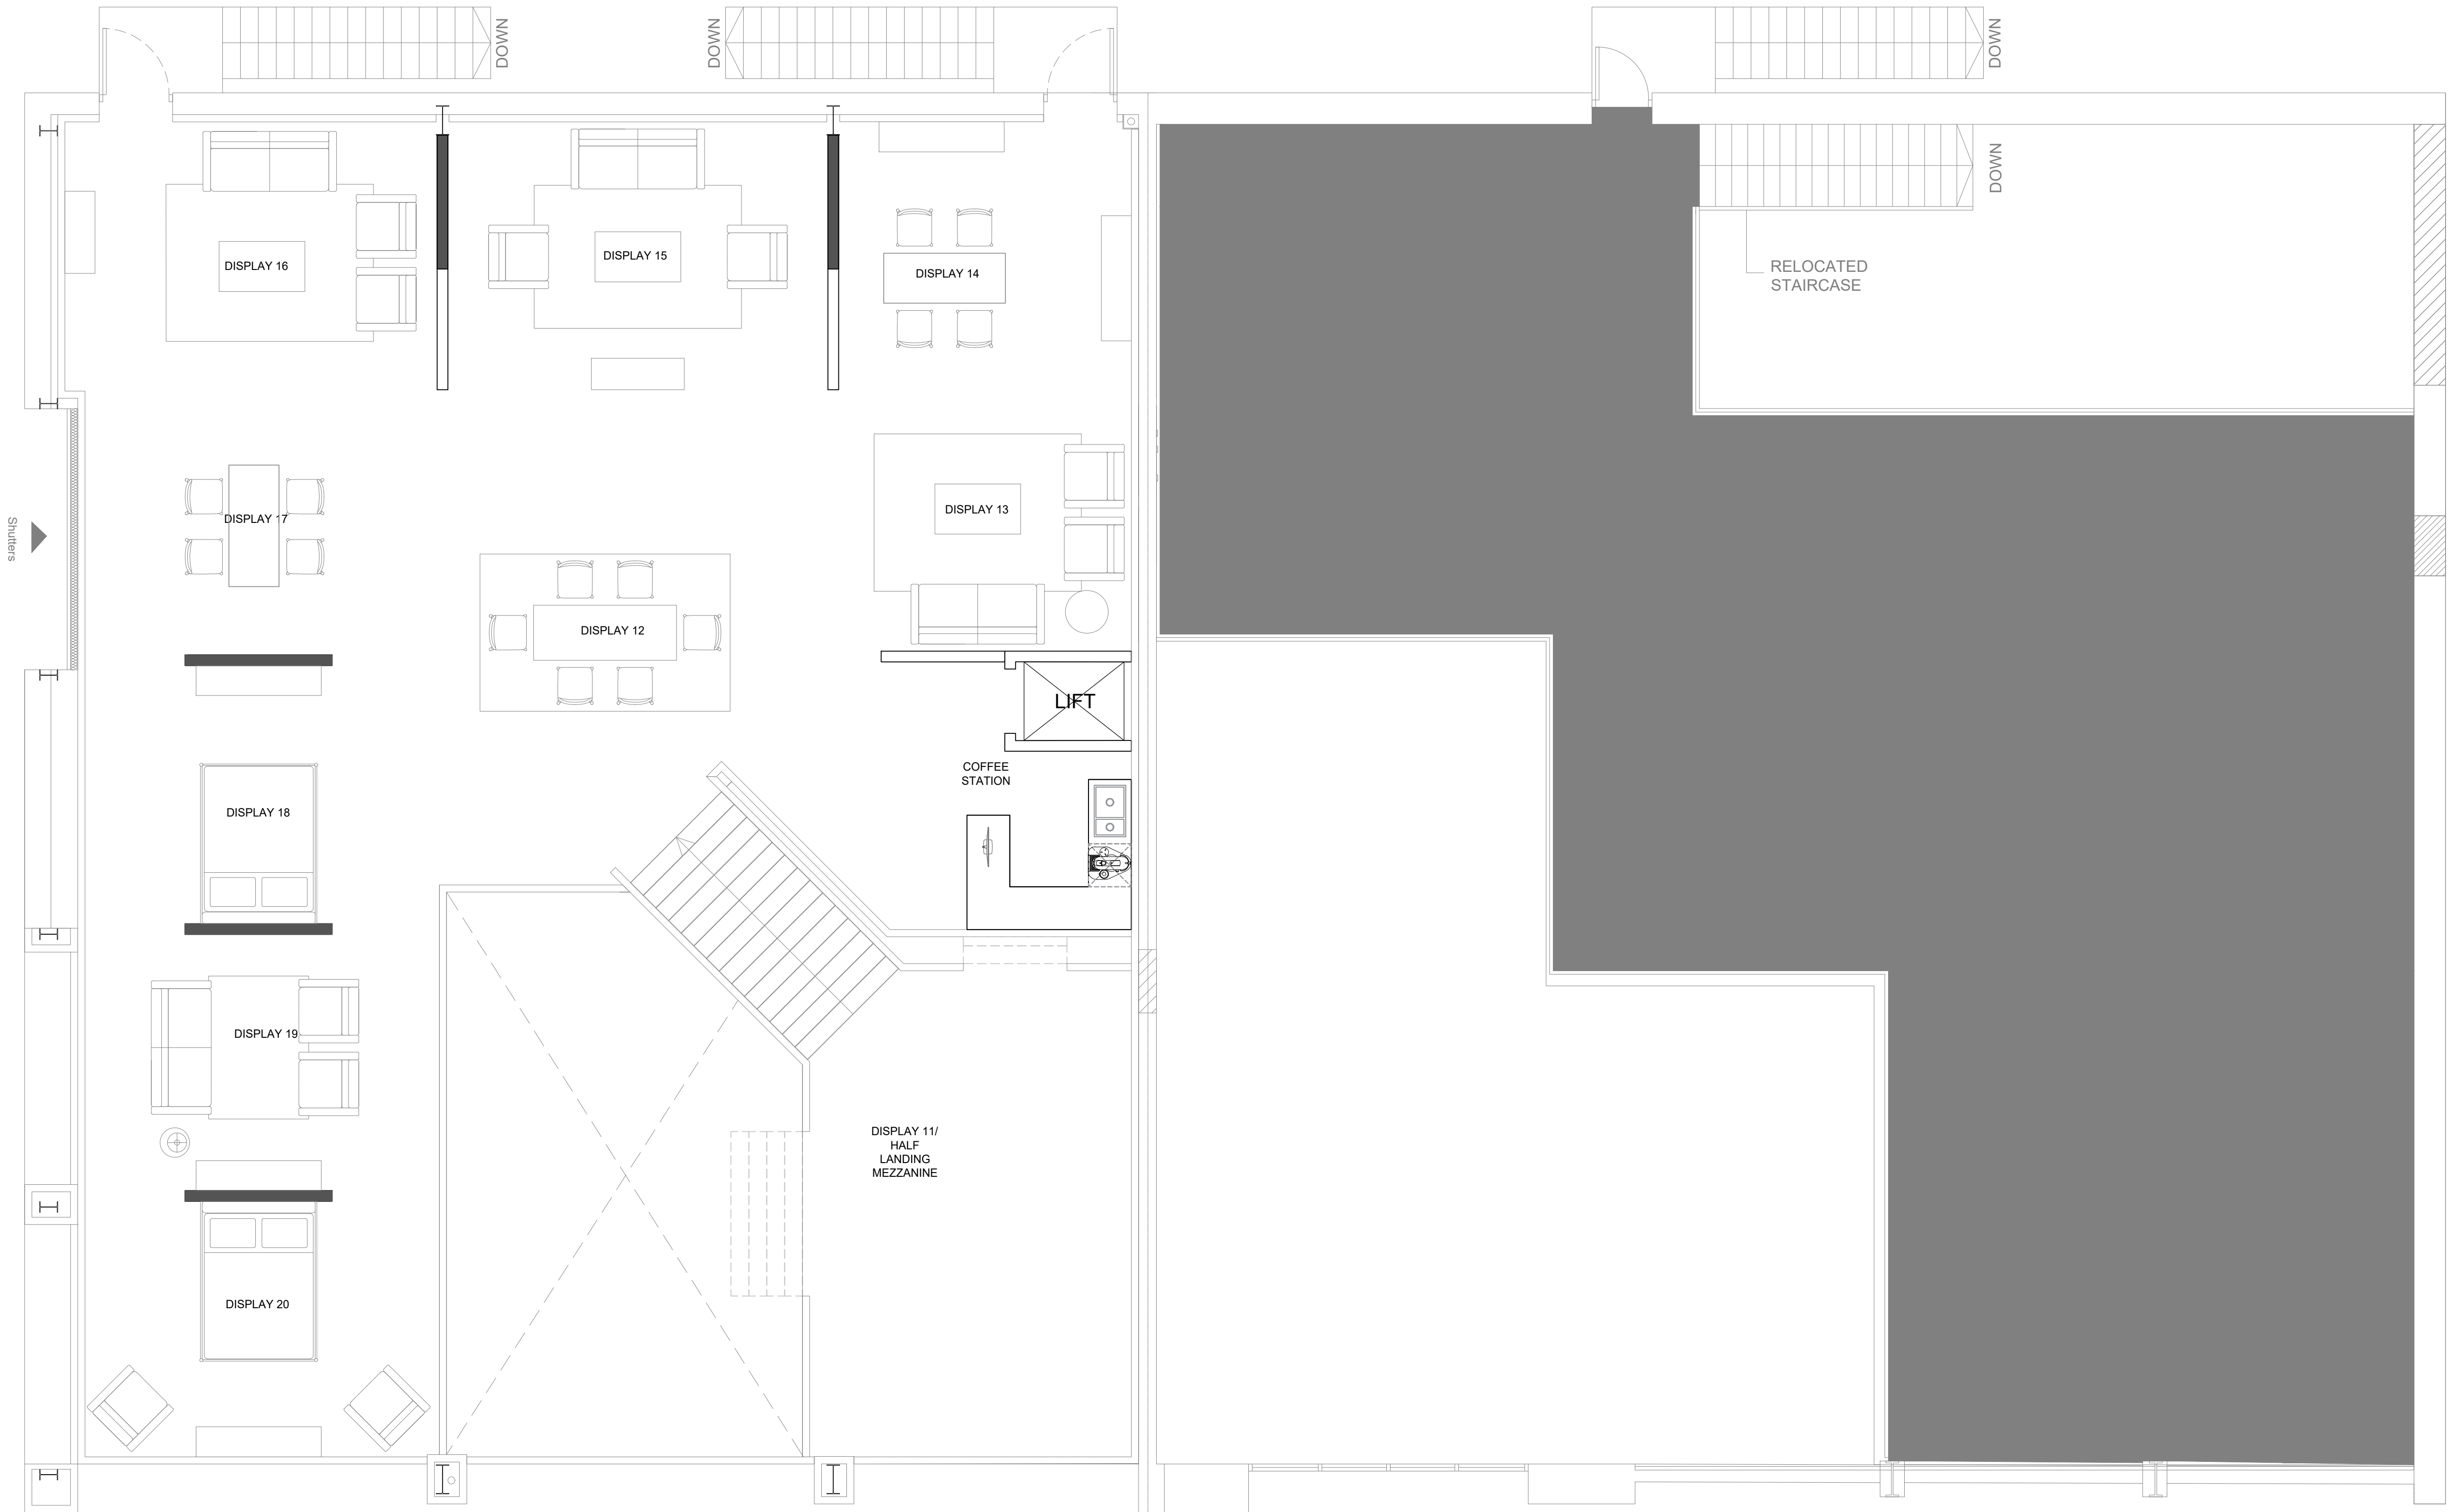 DOWN
DOWN
DOWN
DOWN
DISPLAY 16
DISPLAY 15
DISPLAY 14
RELOCATED
STAIRCASE
DISPLAY 17
DISPLAY 13
Shutters
DISPLAY 12
LIFT
COFFEE
STATION
DISPLAY 18
DISPLAY 19
DISPLAY 11/
HALF
LANDING
MEZZANINE
DISPLAY 20